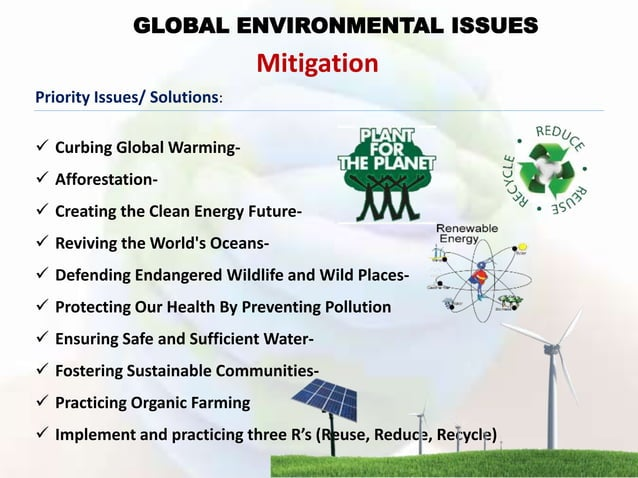 GLOBAL ENVIRONMENTAL ISSUES
Mitigation
Priority Issues/ Solutions:
✓ Curbing Global Warming-
✓ Afforestation-
✓ Creating the Clean Energy Future-
✓ Reviving the World's Oceans-
✓ Defending Endangered Wildlife and Wild Places-
✓ Protecting Our Health By Preventing Pollution
✓ Ensuring Safe and Sufficient Water-
✓ Fostering Sustainable Communities-
✓ Practicing Organic Farming
✓ Implement and practicing three R's (Reuse, Reduce, Recycle)
PLANT
FOR
THE PLANET
REDUCE
REUSE
RECYCLE
Renewable
Energy